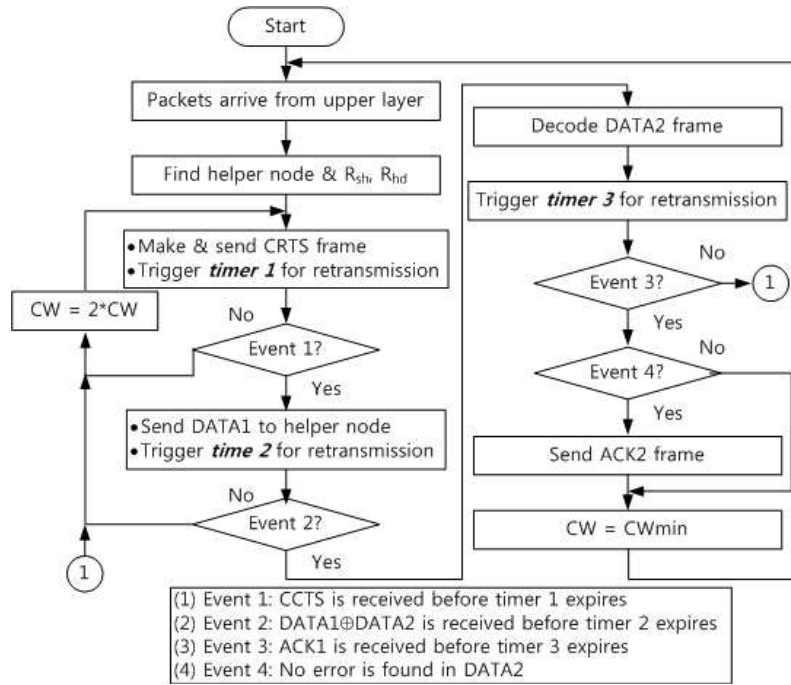 Start
Packets arrive from upper layer
Find helper node & Rsh, Rhd
•Make & send CRTS frame
•Trigger timer 1 for retransmission
CW = 2*CW
No
Event 1?
Yes
•Send DATA1 to helper node
•Trigger time 2 for retransmission
No
Event 2?
Yes
1
Decode DATA2 frame
Trigger timer 3 for retransmission
No
Event 3?
1
Yes
No
Event 4?
Yes
Send ACK2 frame
CW = CWmin
(1) Event 1: CCTS is received before timer 1 expires
(2) Event 2: DATA1⊕DATA2 is received before timer 2 expires
(3) Event 3: ACK1 is received before timer 3 expires
(4) Event 4: No error is found in DATA2